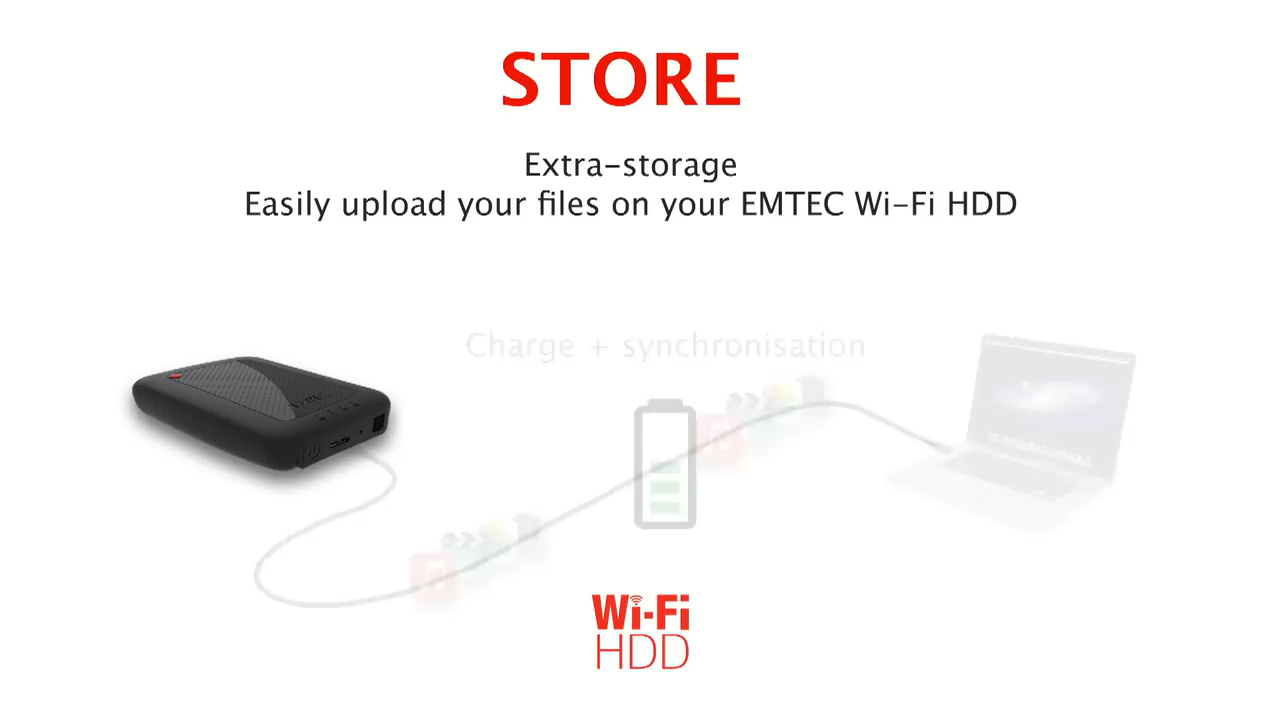 STORE
Extra-storage
Easily upload your files on your EMTEC Wi-Fi HDD
Charge + synchronisation
Wi-Fi
HDD